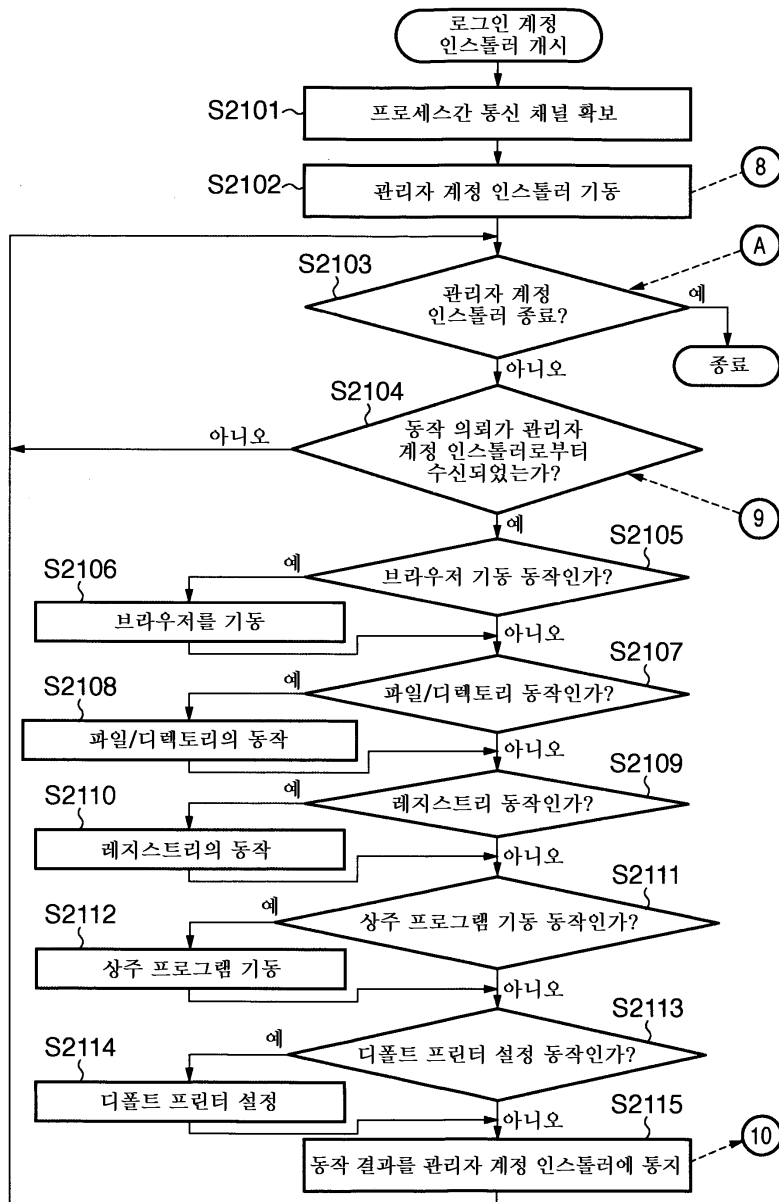 로그인 계정
인스톨러 개시
S2101
프로세스간 통신 채널 확보
S2102
관리자 계정 인스톨러 기동
8
A
S2103
관리자 계정
인스톨러 종료?
예
종료
아니오
S2104
동작 의뢰가 관리자
계정 인스톨러로부터
수신되었는가?
아니오
9
예
S2105
브라우저 기동 동작인가?
예
S2106
브라우저를 기동
아니오
S2107
파일/디렉토리 동작인가?
예
S2108
파일/디렉토리의 동작
아니오
S2109
레지스트리 동작인가?
예
S2110
레지스트리의 동작
아니오
S2111
상주 프로그램 기동 동작인가?
예
S2112
상주 프로그램 기동
아니오
S2113
디폴트 프린터 설정 동작인가?
예
S2114
디폴트 프린터 설정
아니오
S2115
동작 결과를 관리자 계정 인스톨러에 통지
10